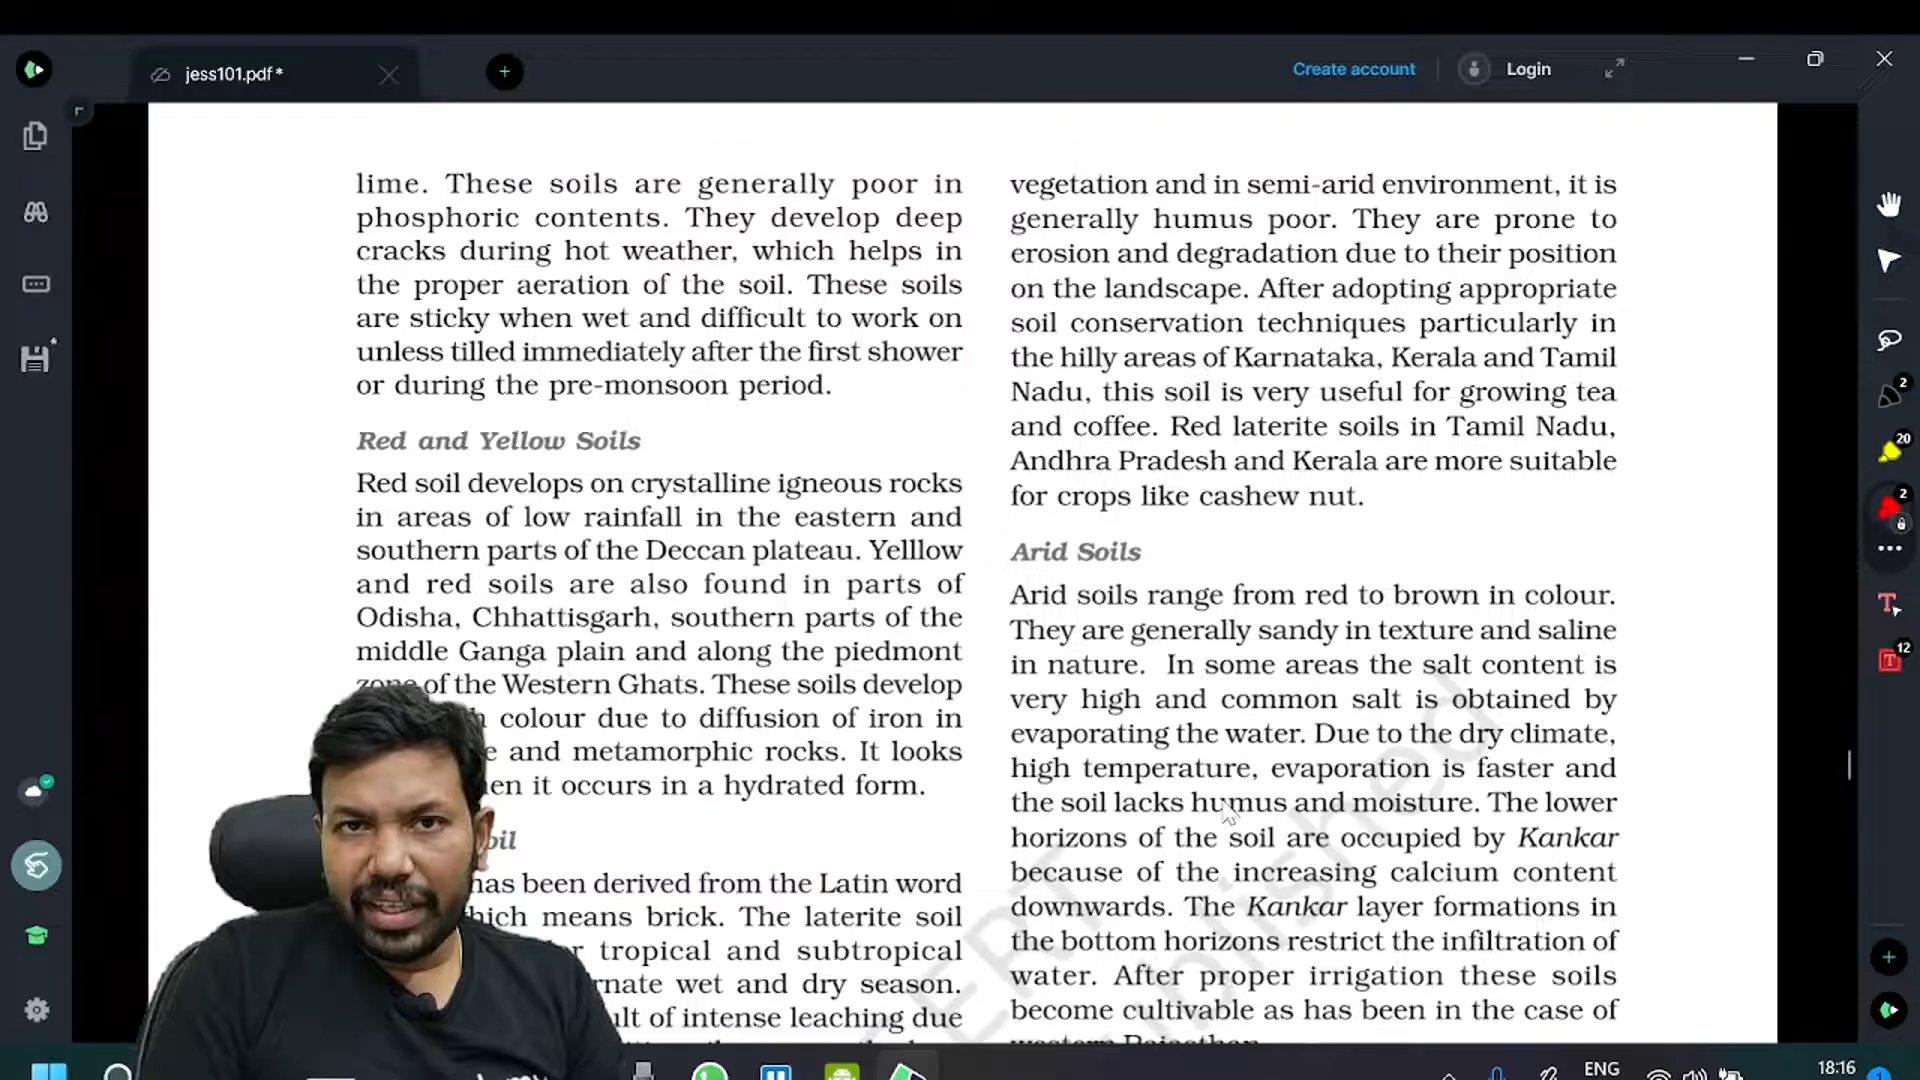 jess101.pdf*
Create account
Login
lime. These soils are generally poor in
phosphoric contents. They develop deep
cracks during hot weather, which helps in
the proper aeration of the soil. These soils
are sticky when wet and difficult to work on
unless tilled immediately after the first shower
or during the pre-monsoon period.
Red and Yellow Soils
Red soil develops on crystalline igneous rocks
in areas of low rainfall in the eastern and
southern parts of the Deccan plateau. Yelllow
and red soils are also found in parts of
Odisha, Chhattisgarh, southern parts of the
middle Ganga plain and along the piedmont
zone of the Western Ghats. These soils develop
colour due to diffusion of iron in
and metamorphic rocks. It looks
it occurs in a hydrated form.
has been derived from the Latin word
which means brick. The laterite soil
tropical and subtropical
wet and dry season.
of intense leaching due
vegetation and in semi-arid environment, it is
generally humus poor. They are prone to
erosion and degradation due to their position
on the landscape. After adopting appropriate
soil conservation techniques particularly in
the hilly areas of Karnataka, Kerala and Tamil
Nadu, this soil is very useful for growing tea
and coffee. Red laterite soils in Tamil Nadu,
Andhra Pradesh and Kerala are more suitable
for crops like cashew nut.
Arid Soils
Arid soils range from red to brown in colour.
They are generally sandy in texture and saline
in nature. In some areas the salt content is
very high and common salt is obtained by
evaporating the water. Due to the dry climate,
high temperature, evaporation is faster and
the soil lacks humus and moisture. The lower
horizons of the soil are occupied by Kankar
because of the increasing calcium content
downwards. The Kankar layer formations in
the bottom horizons restrict the infiltration of
water. After proper irrigation these soils
become cultivable as has been in the case of
western Rajasthan.
2
20
2
12
ENG
18:16